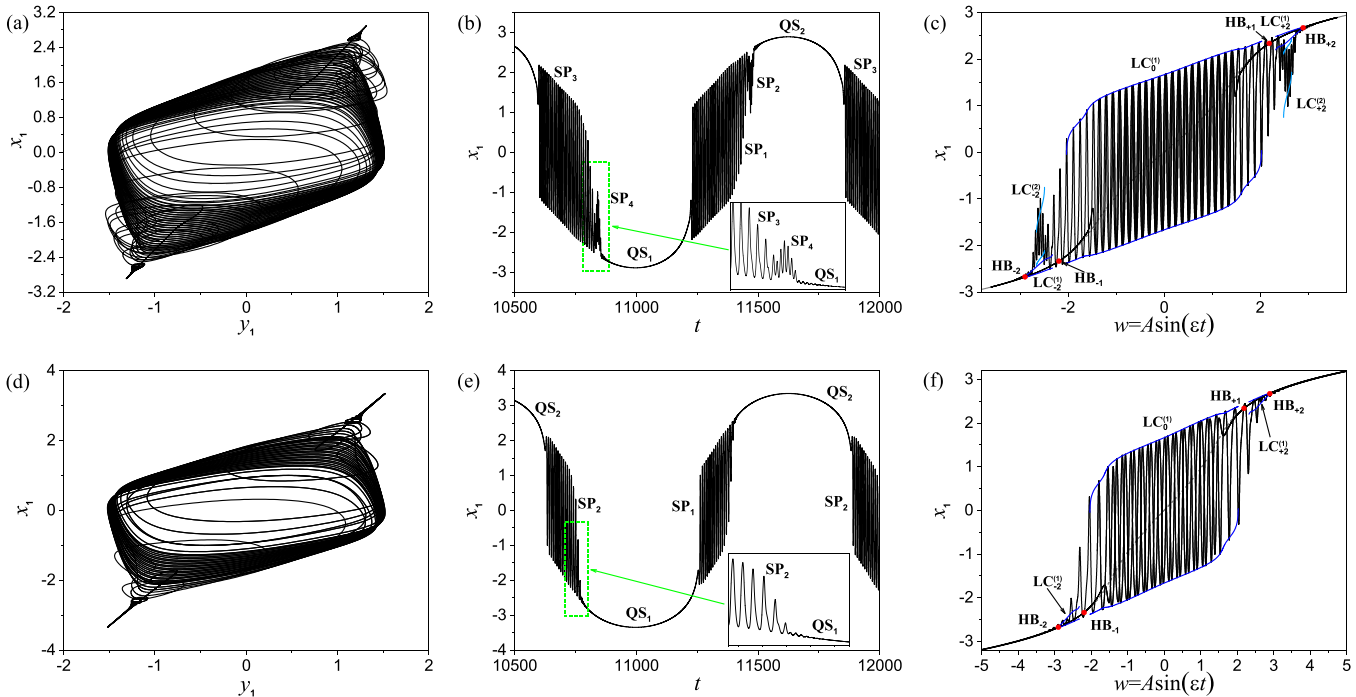 (a)
3.2
2.4
1.6
0.8
0.0
-0.8
-1.6
-2.4
-3.2
x₁
-2
-1
0
1
2
y₁
(b)
3
2
1
0
-1
-2
-3
x₁
QS₂
SP₃
SP₃
SP₂
SP₁
SP₄
QS₁
SP₃
SP₄
QS₁
10500
11000
11500
12000
t
(c)
3
2
1
0
-1
-2
-3
x₁
HB₊₁
LC₊₂⁽¹⁾
HB₊₂
LC₀⁽¹⁾
LC₊₂⁽²⁾
LC₋₂⁽²⁾
HB₋₂
LC₋₂⁽¹⁾
HB₋₁
-2
0
2
w=Asin(εt)
(d)
4
2
0
-2
-4
x₁
-2
-1
0
1
2
y₁
(e)
4
3
2
1
0
-1
-2
-3
-4
x₁
QS₂
QS₂
SP₂
SP₁
SP₂
QS₁
SP₂
QS₁
10500
11000
11500
12000
t
(f)
3
2
1
0
-1
-2
-3
x₁
HB₊₁
HB₊₂
LC₀⁽¹⁾
LC₊₂⁽¹⁾
LC₋₂⁽¹⁾
HB₋₂
HB₋₁
-5
-4
-3
-2
-1
0
1
2
3
4
5
w=Asin(εt)